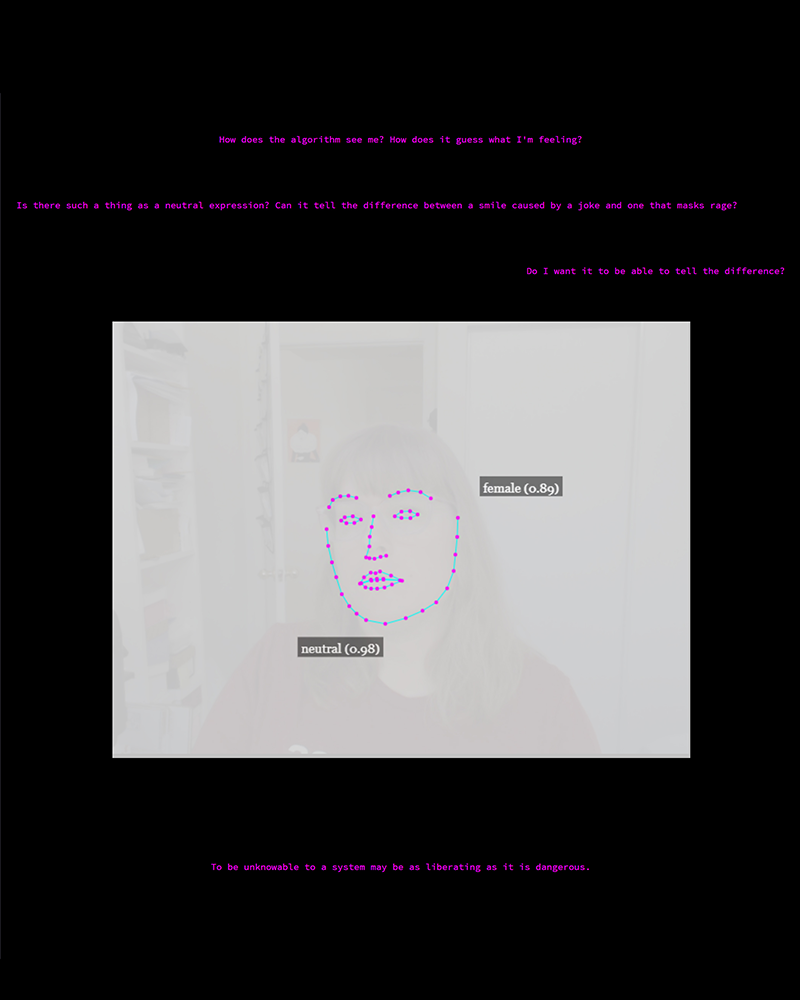 How does the algorithm see me? How does it guess what I'm feeling?
Is there such a thing as a neutral expression? Can it tell the difference between a smile caused by a joke and one that masks rage?
Do I want it to be able to tell the difference?
female (0.89)
neutral (0.98)
To be unknowable to a system may be as liberating as it is dangerous.